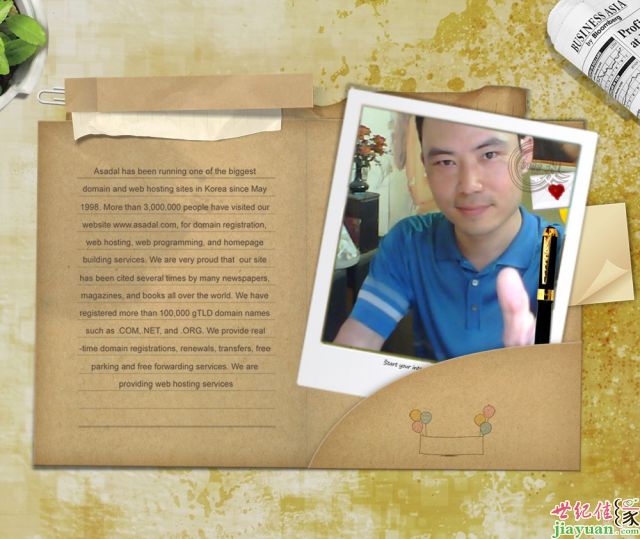 BUSINESS ASIA
by Bloomberg
Profi
Asadal has been running one of the biggest
domain and web hosting sites in Korea since May
1998. More than 3,000,000 people have visited our
website www.asadal.com, for domain registration,
web hosting, web programming, and homepage
building services. We are very proud that our site
has been cited several times by many newspapers,
magazines, and books all over the world. We have
registered more than 100,000 gTLD domain names
such as .COM, NET, and .ORG. We provide real
-time domain registrations, renewals, transfers, free
parking and free forwarding services. We are
providing web hosting services
Start your int
世纪佳缘
jiayuan.com